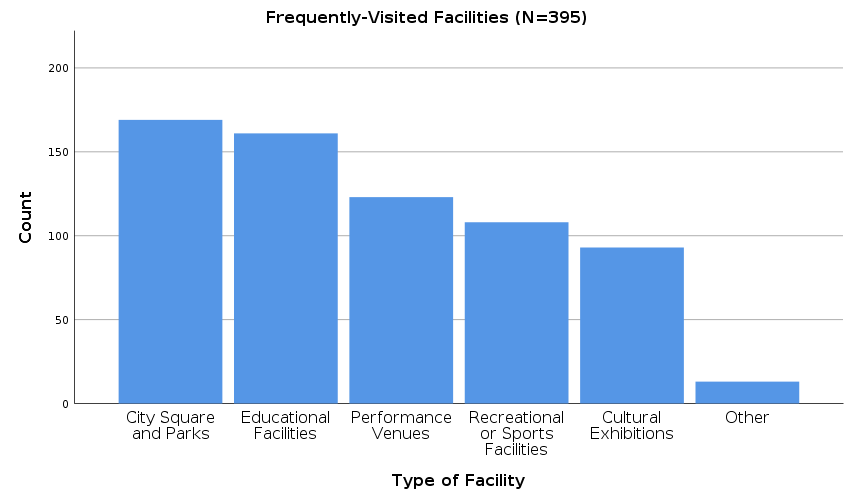 Frequently-Visited Facilities (N=395)
200
150
100
50
0
Count
City Square
and Parks
Educational
Facilities
Performance
Venues
Recreational
or Sports
Facilities
Cultural
Exhibitions
Other
Type of Facility